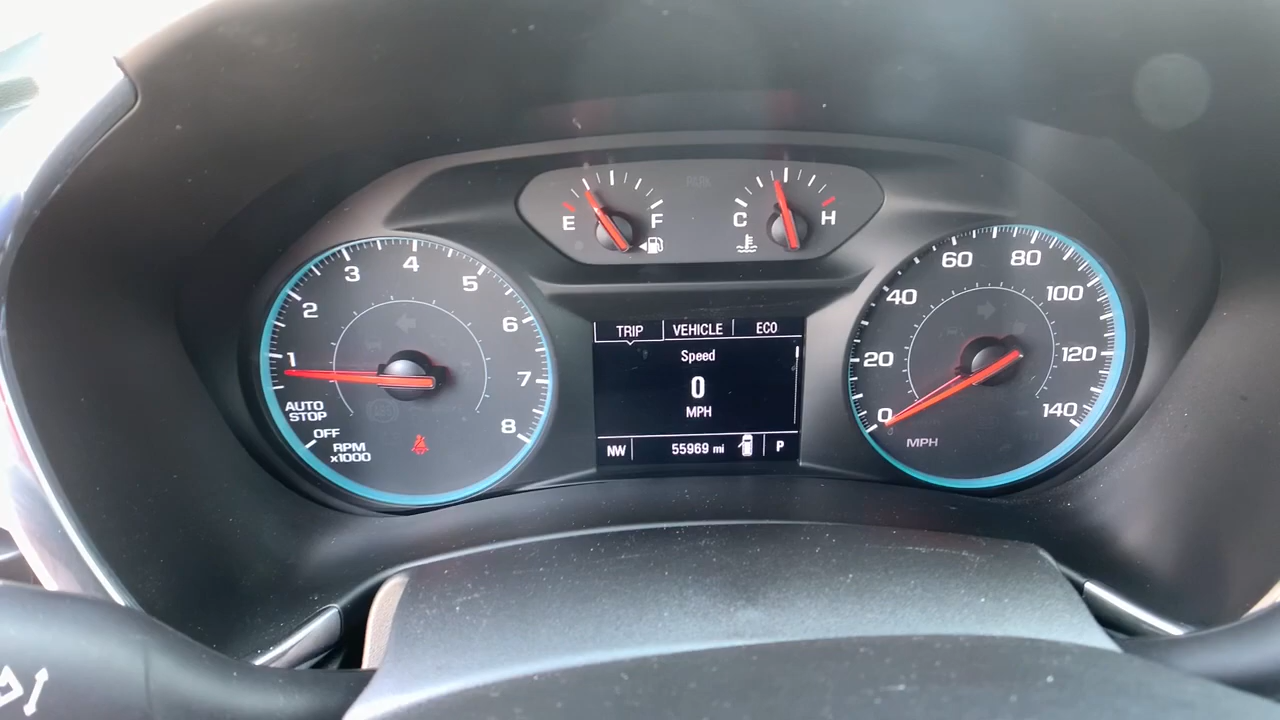 E F
C H
1 2 3 4 5 6 7 8
AUTO
STOP
OFF
RPM
x1000
TRIP VEHICLE ECO
Speed
0
MPH
NW 55969 mi P
0 20 40 60 80 100 120 140
MPH